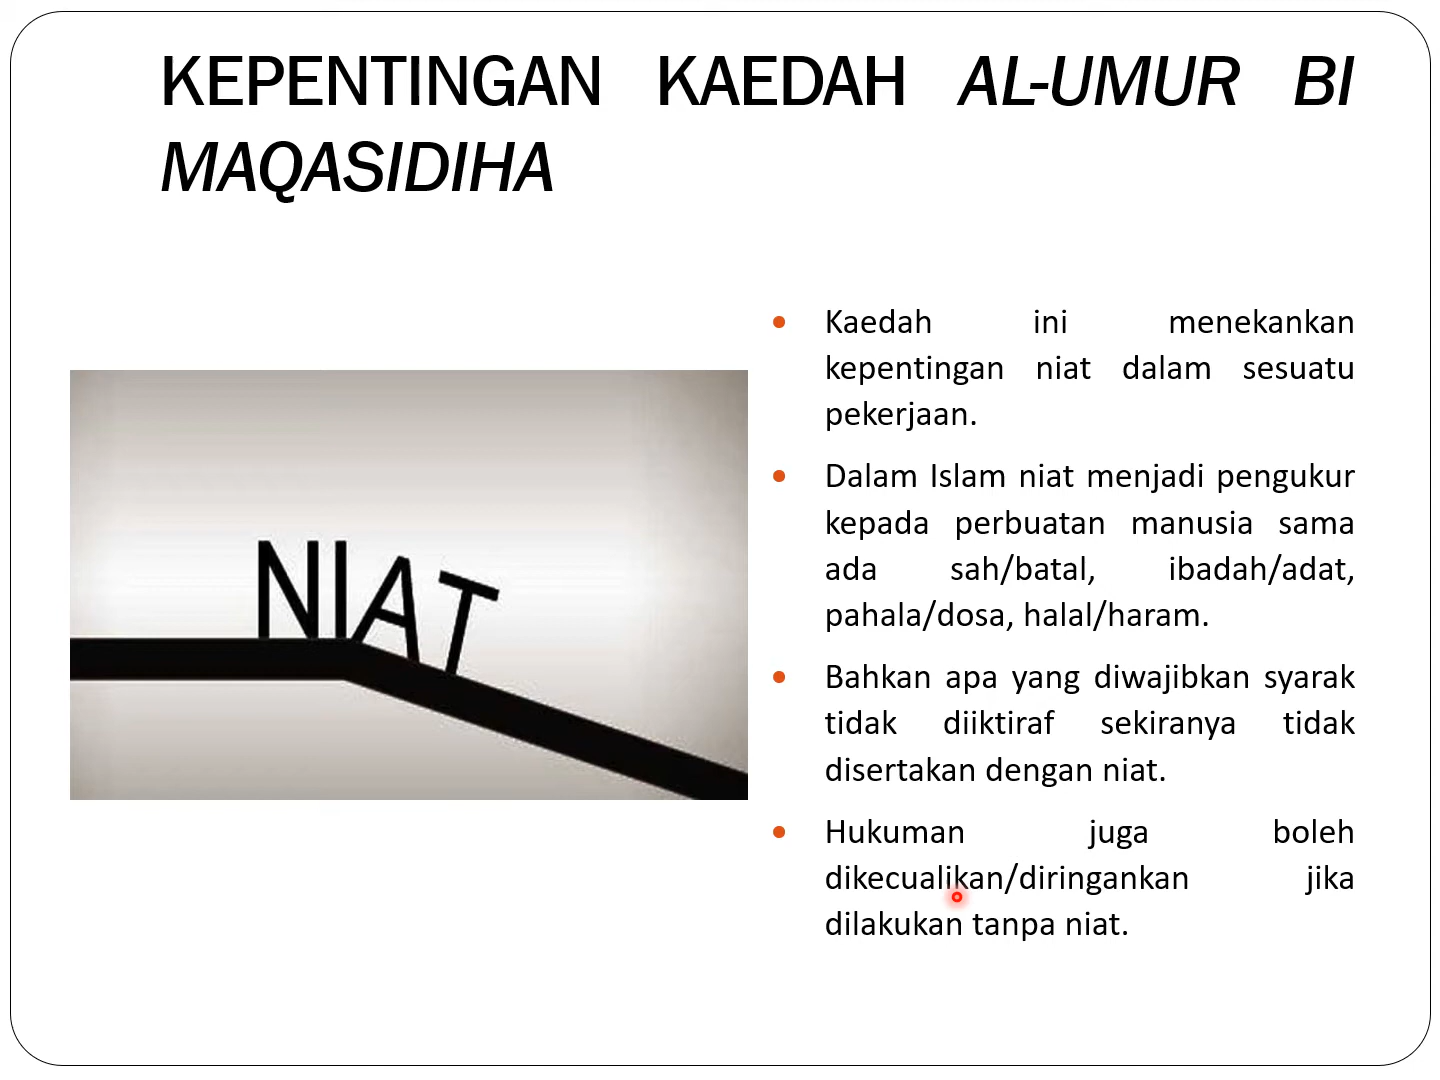 KEPENTINGAN KAEDAH AL-UMUR BI
MAQASIDIHA
NIAT
Kaedah ini menekankan
kepentingan niat dalam sesuatu
pekerjaan.
Dalam Islam niat menjadi pengukur
kepada perbuatan manusia sama
ada sah/batal, ibadah/adat,
pahala/dosa, halal/haram.
Bahkan apa yang diwajibkan syarak
tidak diiktiraf sekiranya tidak
disertakan dengan niat.
Hukuman juga boleh
dikecualikan/diringankan jika
dilakukan tanpa niat.